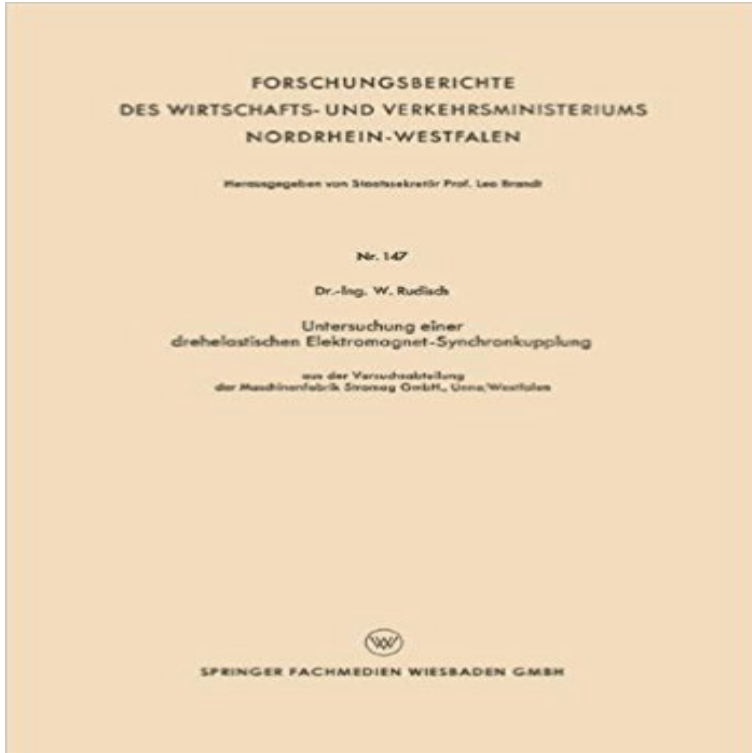 FORSCHUNGSBERICHTE
DES WIRTSCHAFTS- UND VERKEHRSMINISTERIUMS
NORDRHEIN-WESTFALEN
Herausgegeben von Staatssekretär Prof. Leo Brandt
Nr. 147
Dr.-Ing. W. Rudisch
Untersuchung einer
drehelastischen Elektromagnet-Synchronkupplung
aus der Versuchsabteilung
der Maschinenfabrik Stromag GmbH., Unna/Westfalen
SPRINGER FACHMEDIEN WIESBADEN GMBH